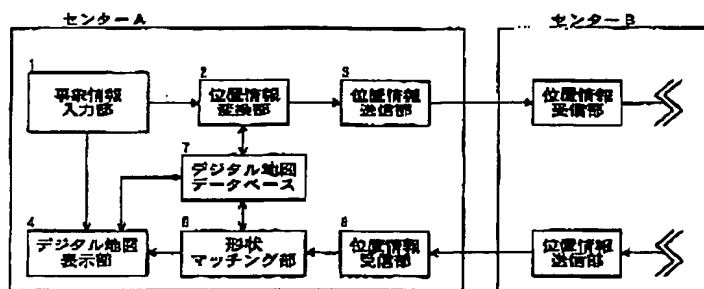 センターA
センターB
1
事象情報
入力部
2
位置情報
変換部
3
位置情報
送信部
位置情報
受信部
7
デジタル地図
データベース
4
デジタル地図
表示部
6
形状
マッチング部
位置情報
受信部
位置情報
送信部